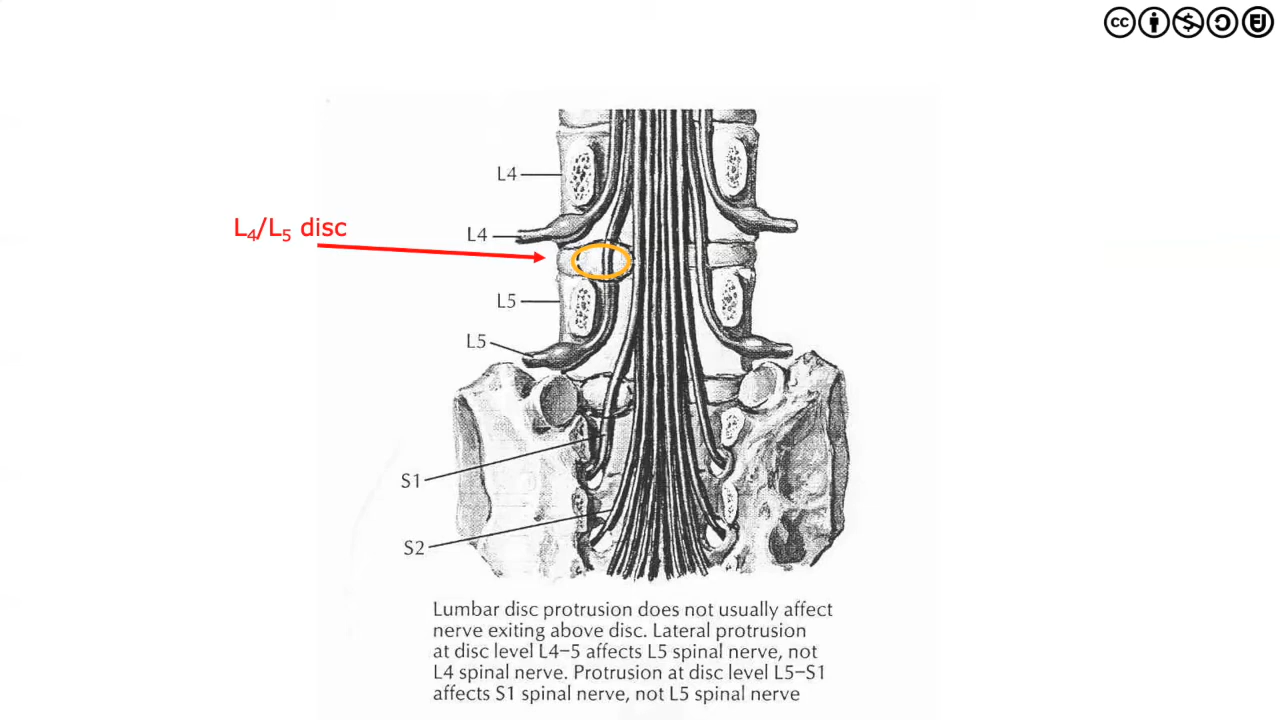 L4
L4/L5 disc
L4
L5
L5
S1
S2
Lumbar disc protrusion does not usually affect
nerve exiting above disc. Lateral protrusion
at disc level L4–5 affects L5 spinal nerve, not
L4 spinal nerve. Protrusion at disc level L5–S1
affects S1 spinal nerve, not L5 spinal nerve